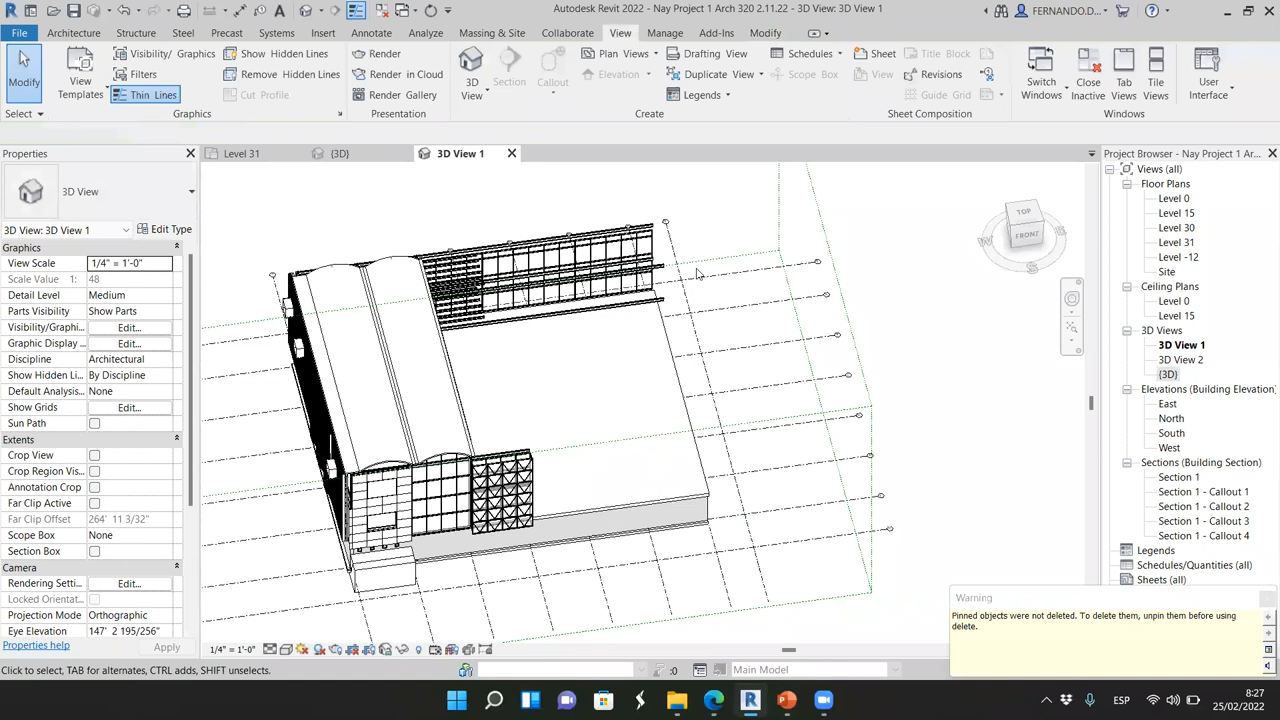 Autodesk Revit 2022 - Nay Project 1 Arch 320 2.11.22 - 3D View: 3D View 1
FERNANDO.D...
File Architecture Structure Steel Precast Systems Insert Annotate Analyze Massing & Site Collaborate View Manage Add-Ins Modify
Modify
View Templates
Visibility/ Graphics
Filters
Thin Lines
Show Hidden Lines
Remove Hidden Lines
Cut Profile
Render
Render in Cloud
Render Gallery
3D View
Section
Callout
Plan Views
Elevation
Drafting View
Duplicate View
Legends
Schedules
Scope Box
Sheet
View
Title Block
Revisions
Guide Grid
Switch Windows
Close Inactive
Tab Views
Tile Views
User Interface
Select Graphics Presentation Create Sheet Composition Windows
Properties
Level 31 {3D} 3D View 1
Project Browser - Nay Project 1 Ar...
3D View
3D View: 3D View 1 Edit Type
Graphics
View Scale 1/4" = 1'-0"
Scale Value 1: 48
Detail Level Medium
Parts Visibility Show Parts
Visibility/Graphi... Edit...
Graphic Display ... Edit...
Discipline Architectural
Show Hidden Li... By Discipline
Default Analysis... None
Show Grids Edit...
Sun Path
Extents
Crop View
Crop Region Vis...
Annotation Crop
Far Clip Active
Far Clip Offset 264' 11 3/32"
Scope Box None
Section Box
Camera
Rendering Setti... Edit...
Locked Orientat...
Projection Mode Orthographic
Eye Elevation 147' 2 195/256"
Properties help Apply
TOP
FRONT
W
S
Views (all)
Floor Plans
Level 0
Level 15
Level 30
Level 31
Level -12
Site
Ceiling Plans
Level 0
Level 15
3D Views
3D View 1
3D View 2
{3D}
Elevations (Building Elevation)
East
North
South
West
Sections (Building Section)
Section 1
Section 1 - Callout 1
Section 1 - Callout 2
Section 1 - Callout 3
Section 1 - Callout 4
Legends
Schedules/Quantities (all)
Sheets (all)
Warning
Pinned objects were not deleted. To delete them, unpin them before using
delete.
1/4" = 1'-0"
Click to select, TAB for alternates, CTRL adds, SHIFT unselects.
:0
Main Model
ESP
8:27
25/02/2022